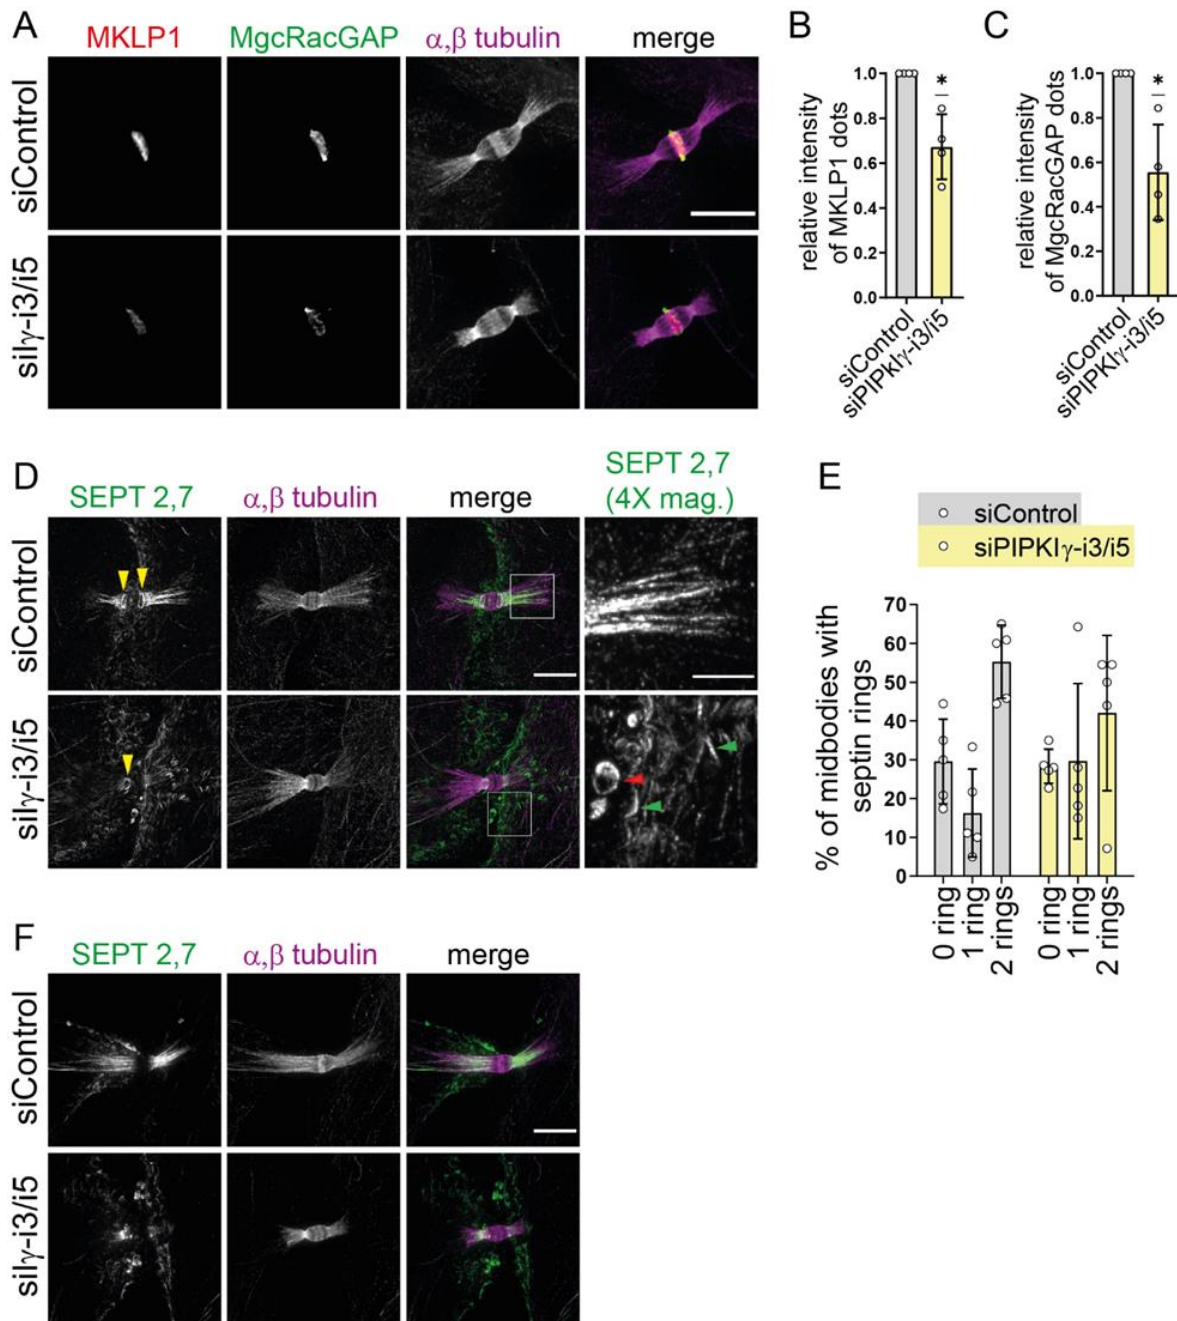 A
MKLP1 MgcRacGAP α,β tubulin merge
siControl
siIγ-i3/i5
B
relative intensity
of MKLP1 dots
1.0
0.8
0.6
0.4
0.2
0.0
*
siControl
siPIPKIγ-i3/i5
C
relative intensity
of MgcRacGAP dots
1.0
0.8
0.6
0.4
0.2
0.0
*
siControl
siPIPKIγ-i3/i5
D
SEPT 2,7 α,β tubulin merge SEPT 2,7
(4X mag.)
siControl
siIγ-i3/i5
E
siControl
siPIPKIγ-i3/i5
% of midbodies with
septin rings
70
60
50
40
30
20
10
0
0 ring
1 ring
2 rings
0 ring
1 ring
2 rings
F
SEPT 2,7 α,β tubulin merge
siControl
siIγ-i3/i5